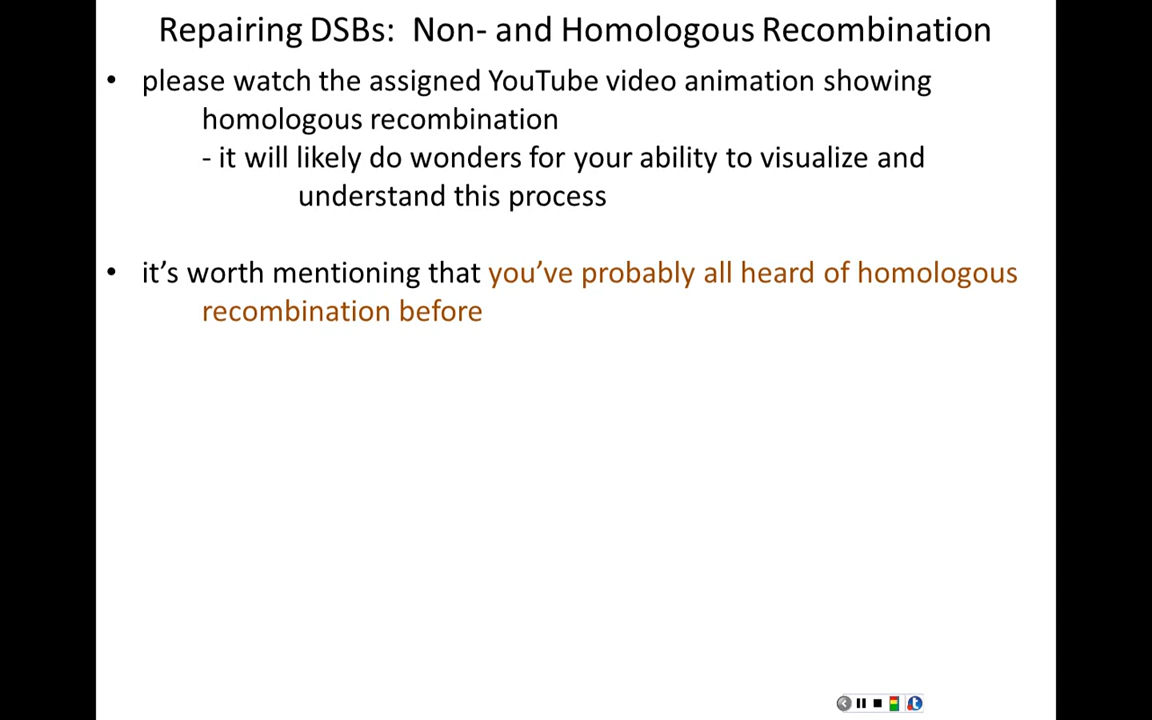 Repairing DSBs: Non- and Homologous Recombination
• please watch the assigned YouTube video animation showing
homologous recombination
- it will likely do wonders for your ability to visualize and
understand this process
• it's worth mentioning that you've probably all heard of homologous
recombination before